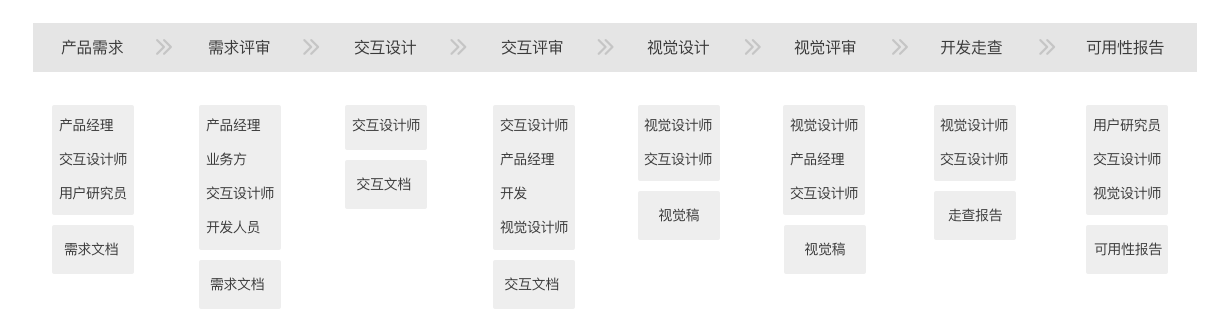 产品需求
需求评审
交互设计
交互评审
视觉设计
视觉评审
开发走查
可用性报告
产品经理
交互设计师
用户研究员
需求文档
产品经理
业务方
交互设计师
开发人员
需求文档
交互设计师
交互文档
交互设计师
产品经理
开发
视觉设计师
交互文档
视觉设计师
交互设计师
视觉稿
视觉设计师
产品经理
交互设计师
视觉稿
视觉设计师
交互设计师
走查报告
用户研究员
交互设计师
视觉设计师
可用性报告